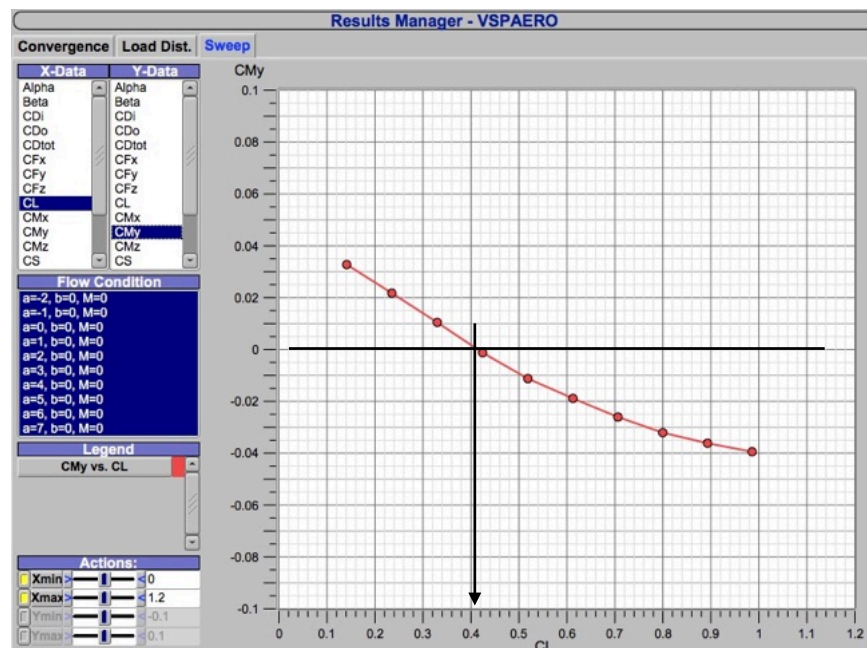 Results Manager - VSPAERO
Convergence Load Dist. Sweep
X-Data
Alpha
Beta
CDi
CDo
CDtot
CFx
CFy
CFz
CL
CMx
CMy
CMz
CS
Y-Data
Alpha
Beta
CDi
CDo
CDtot
CFx
CFy
CFz
CL
CMx
CMy
CMz
CS
Flow Condition
a=-2, b=0, M=0
a=-1, b=0, M=0
a=0, b=0, M=0
a=1, b=0, M=0
a=2, b=0, M=0
a=3, b=0, M=0
a=4, b=0, M=0
a=5, b=0, M=0
a=6, b=0, M=0
a=7, b=0, M=0
Legend
CMy vs. CL
Actions:
Xmin > < 0
Xmax > < 1.2
Ymin > < -0.1
Ymax > < 0.1
CMy
0.1
0.08
0.06
0.04
0.02
0
-0.02
-0.04
-0.06
-0.08
-0.1
0 0.1 0.2 0.3 0.4 0.5 0.6 0.7 0.8 0.9 1 1.1 1.2
CL